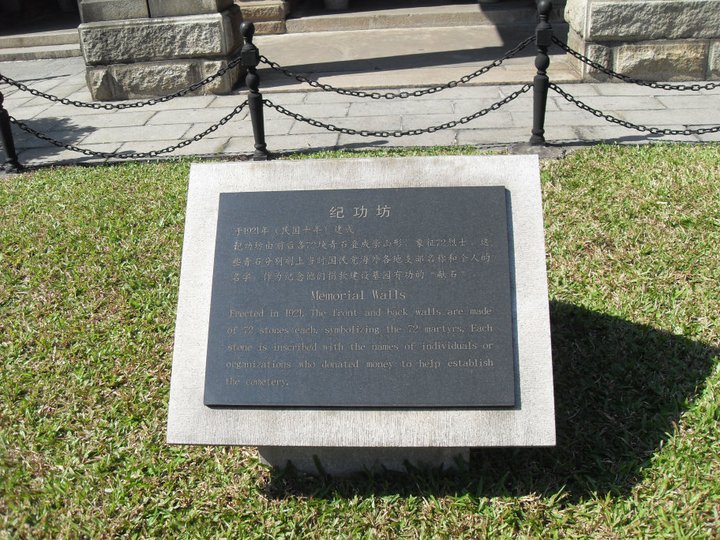 纪功坊
于1921年（民国十年）建成。
纪功坊由前后各72块青石叠成崇山形，象征72烈士。这
些青石分别刻上当时国民党海外各地支部名称和个人的
名字，作为纪念他们捐款建设墓园有功的“献石”。
Memorial Walls
Erected in 1921. The front and back walls are made
of 72 stones each, symbolizing the 72 martyrs. Each
stone is inscribed with the names of individuals or
organizations who donated money to help establish
the cemetery.